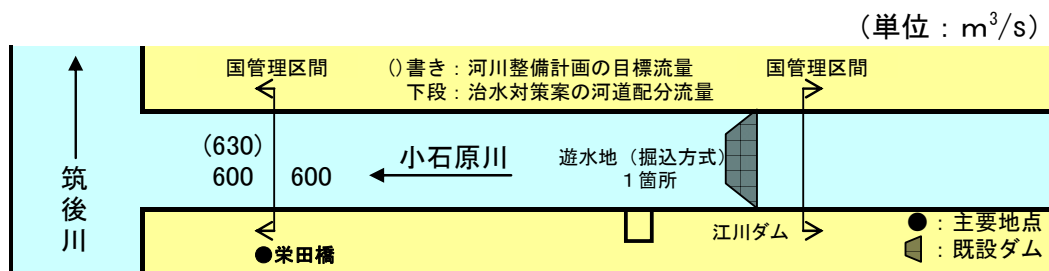 (単位：m³/s)
国管理区間
()書き：河川整備計画の目標流量
国管理区間
下段：治水対策案の河道配分流量
(630)
600
600
小石原川
遊水地（掘込方式）
１箇所
筑後川
江川ダム
●：主要地点
●栄田橋
：既設ダム